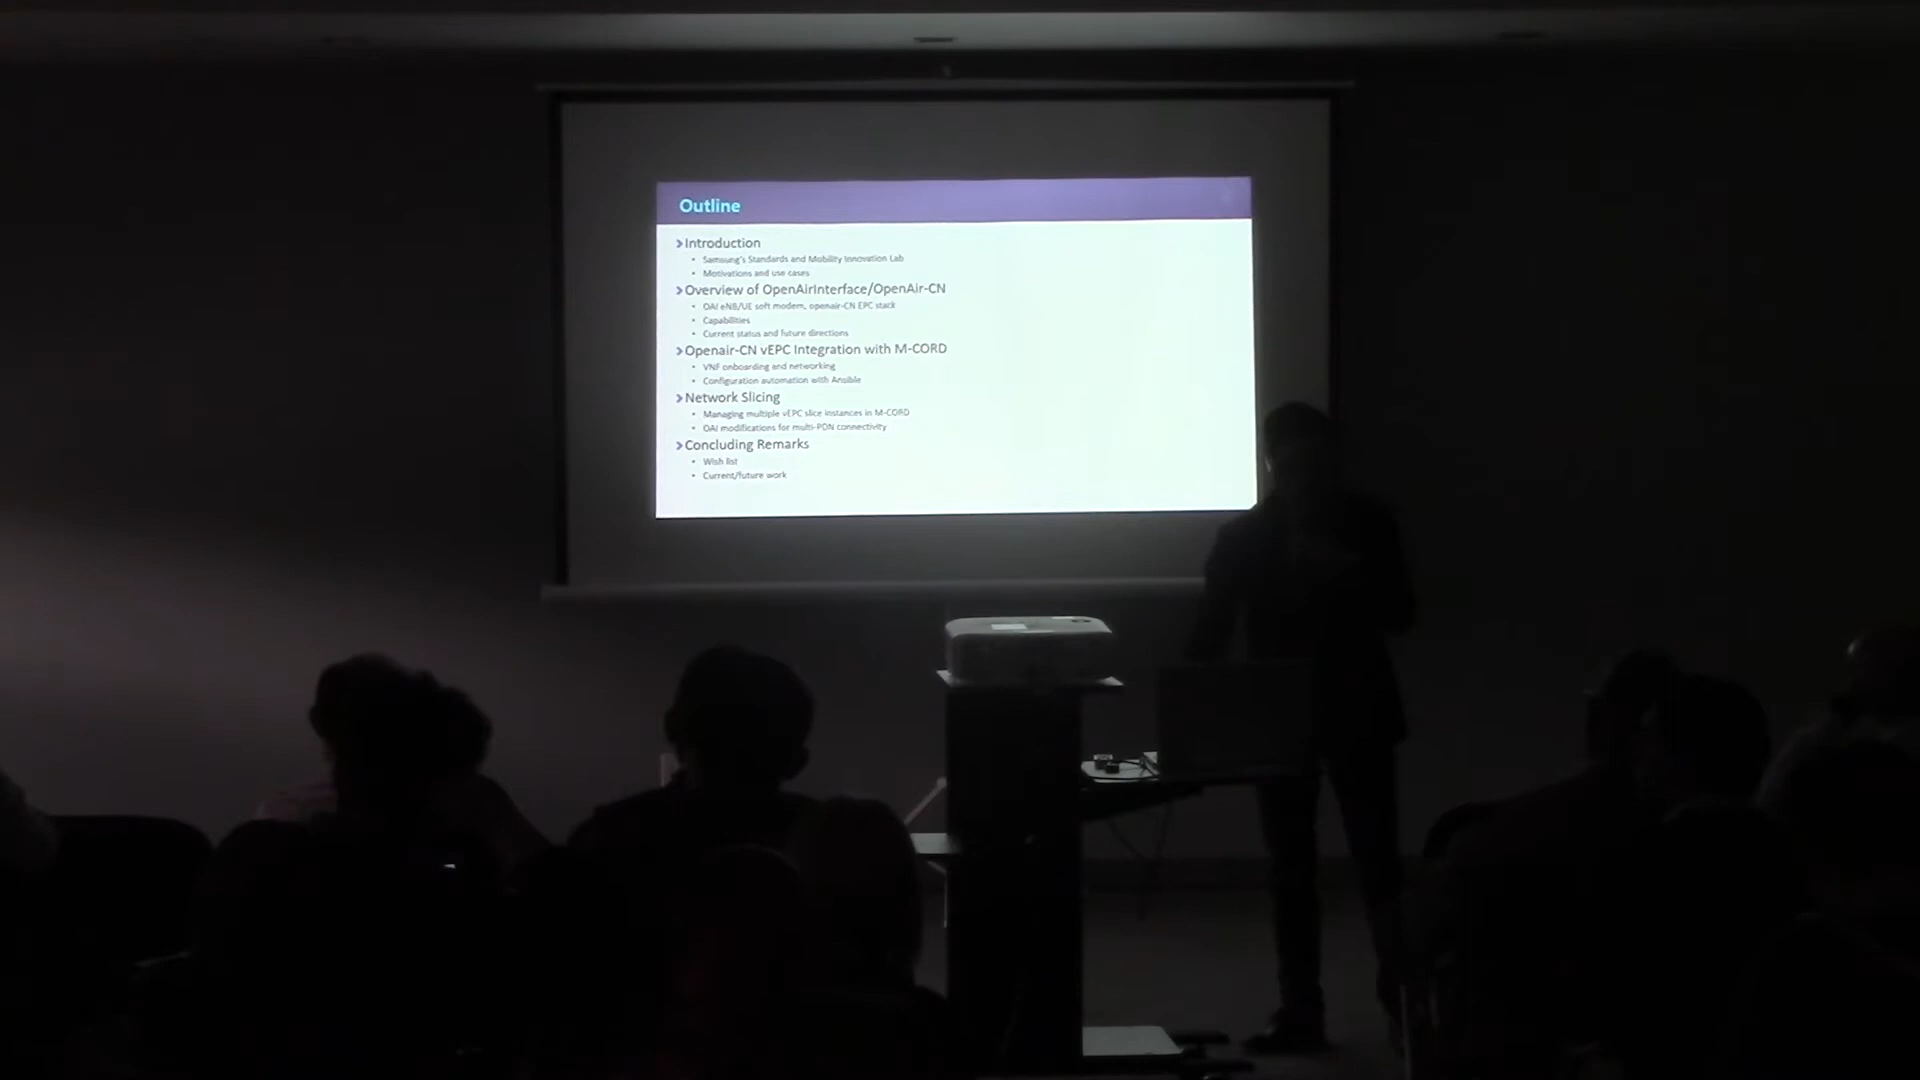 Outline
Introduction
• Samsung's Standards and Mobility Innovation Lab
• Motivations and use cases
Overview of OpenAirInterface/OpenAir-CN
• OAI eNB/UE soft modem, openair-CN EPC stack
• Capabilities
• Current status and future directions
Openair-CN vEPC Integration with M-CORD
• VNF onboarding and networking
• Configuration automation with Ansible
Network Slicing
• Managing multiple vEPC slice instances in M-CORD
• OAI modifications for multi-PDN connectivity
Concluding Remarks
• Wish list
• Current/future work